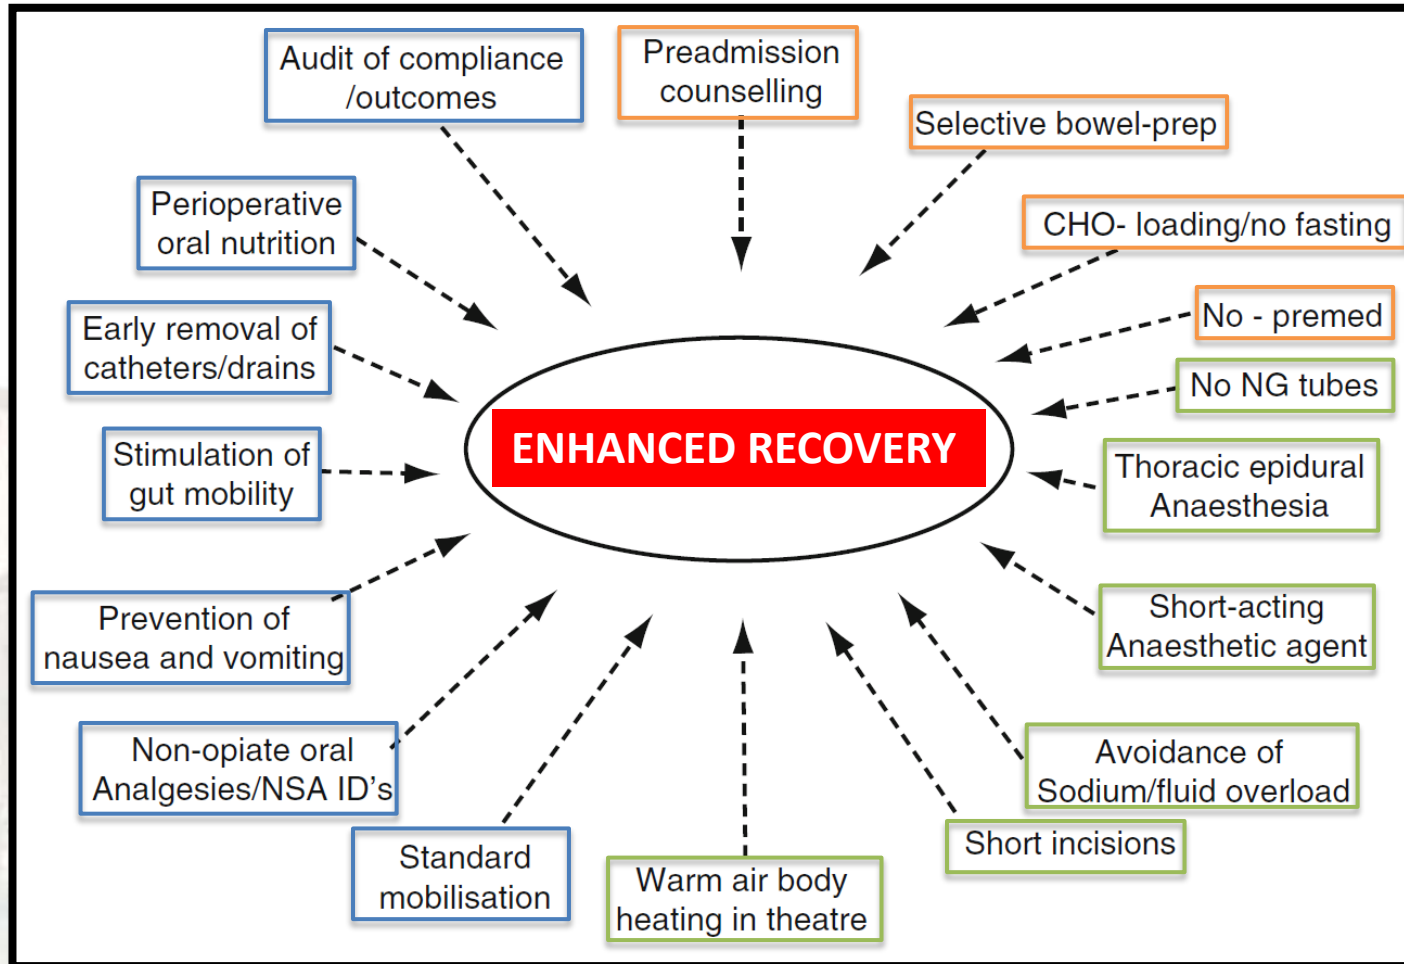 Audit of compliance
/outcomes
Preadmission
counselling
Selective bowel-prep
CHO- loading/no fasting
No - premed
No NG tubes
Thoracic epidural
Anaesthesia
Short-acting
Anaesthetic agent
Avoidance of
Sodium/fluid overload
Short incisions
Warm air body
heating in theatre
Standard
mobilisation
Non-opiate oral
Analgesies/NSA ID's
Prevention of
nausea and vomiting
Stimulation of
gut mobility
Early removal of
catheters/drains
Perioperative
oral nutrition
ENHANCED RECOVERY